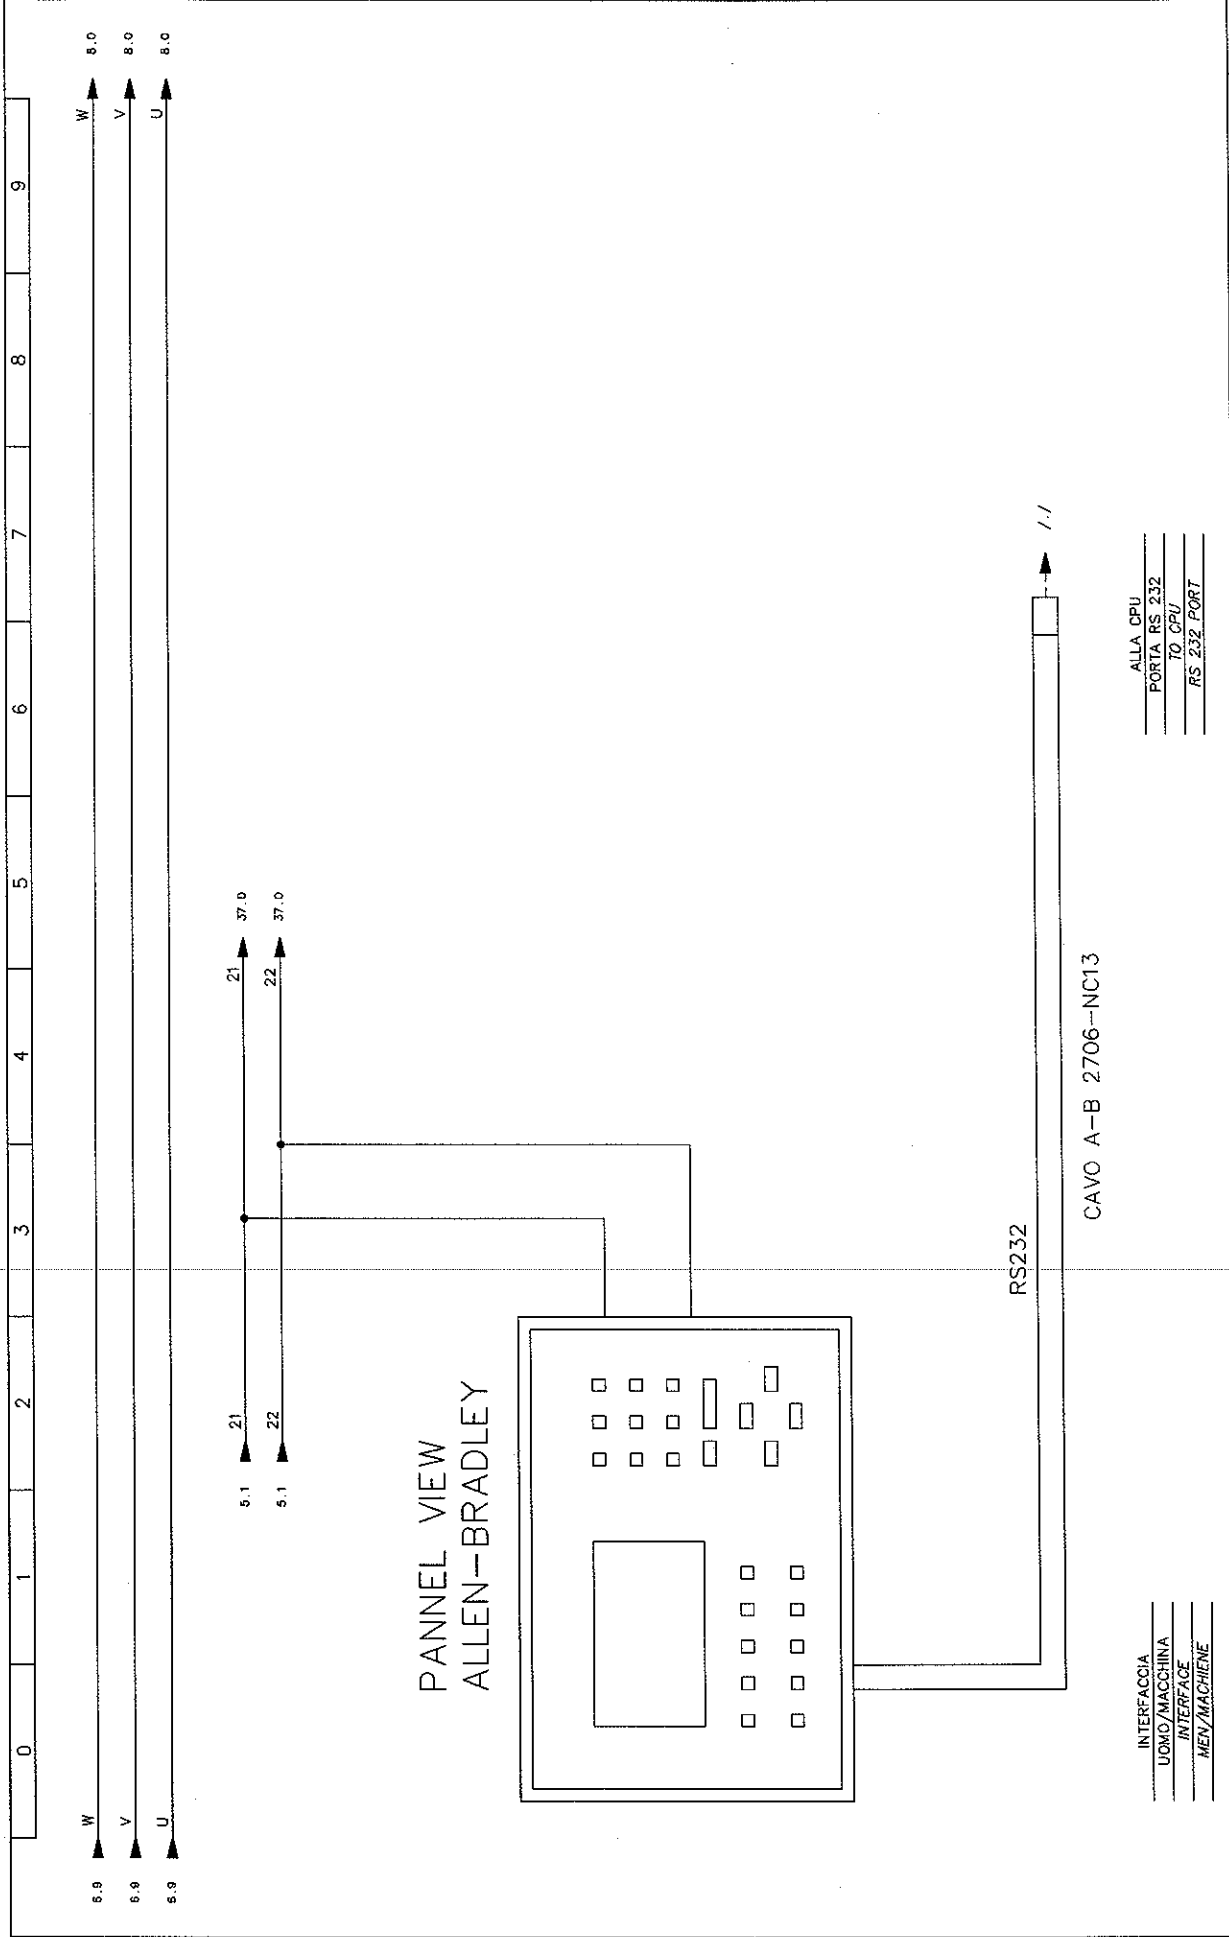 0 1 2 3 4 5 6 7 8 9
6.9 W W 8.0
6.9 V V 8.0
6.9 U U 8.0
5.1 21 21 37.0
5.1 22 22 37.0
PANNEL VIEW
ALLEN-BRADLEY
RS232
CAVO A-B 2706-NC13
INTERFACCIA
UOMO/MACCHINA
INTERFACE
MEN/MACHIENE
ALLA CPU
PORTA RS 232
TO CPU
RS 232 PORT